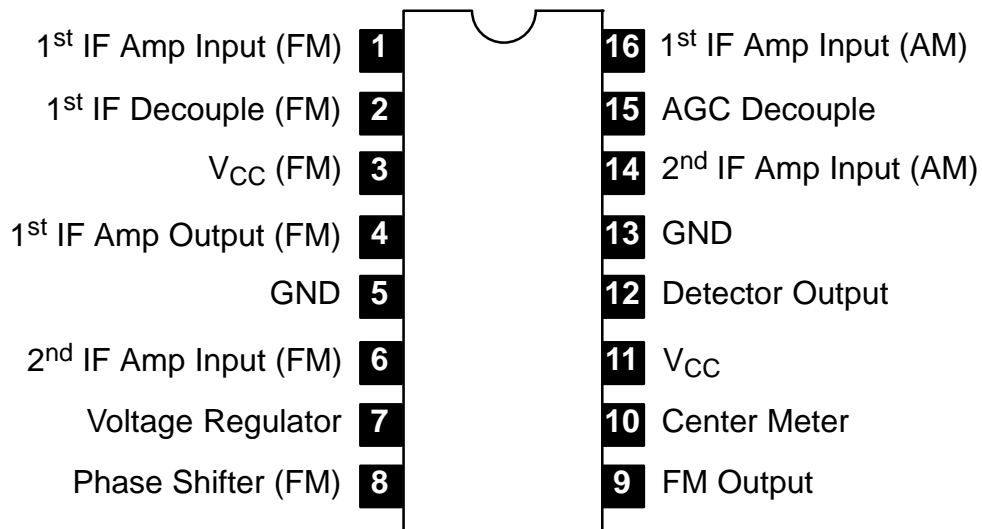 1st IF Amp Input (FM) 1 16 1st IF Amp Input (AM)
1st IF Decouple (FM) 2 15 AGC Decouple
VCC (FM) 3 14 2nd IF Amp Input (AM)
1st IF Amp Output (FM) 4 13 GND
GND 5 12 Detector Output
2nd IF Amp Input (FM) 6 11 VCC
Voltage Regulator 7 10 Center Meter
Phase Shifter (FM) 8 9 FM Output